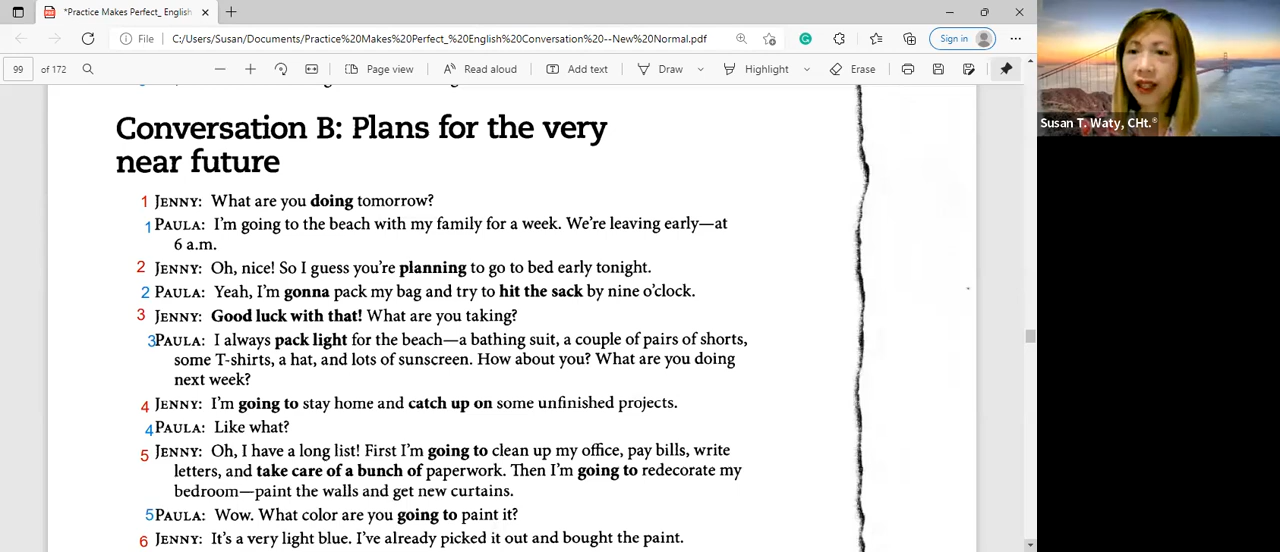 *Practice Makes Perfect_ English
File
C:/Users/Susan/Documents/Practice%20Makes%20Perfect_%20English%20Conversation%20--New%20Normal.pdf
Sign in
99 of 172
Page view
Read aloud
Add text
Draw
Highlight
Erase
Susan T. Waty, CHt.®
Conversation B: Plans for the very
near future
1 JENNY: What are you doing tomorrow?
1 PAULA: I'm going to the beach with my family for a week. We're leaving early—at
6 a.m.
2 JENNY: Oh, nice! So I guess you're planning to go to bed early tonight.
2 PAULA: Yeah, I'm gonna pack my bag and try to hit the sack by nine o'clock.
3 JENNY: Good luck with that! What are you taking?
3 PAULA: I always pack light for the beach—a bathing suit, a couple of pairs of shorts,
some T-shirts, a hat, and lots of sunscreen. How about you? What are you doing
next week?
4 JENNY: I'm going to stay home and catch up on some unfinished projects.
4 PAULA: Like what?
5 JENNY: Oh, I have a long list! First I'm going to clean up my office, pay bills, write
letters, and take care of a bunch of paperwork. Then I'm going to redecorate my
bedroom—paint the walls and get new curtains.
5 PAULA: Wow. What color are you going to paint it?
6 JENNY: It's a very light blue. I've already picked it out and bought the paint.